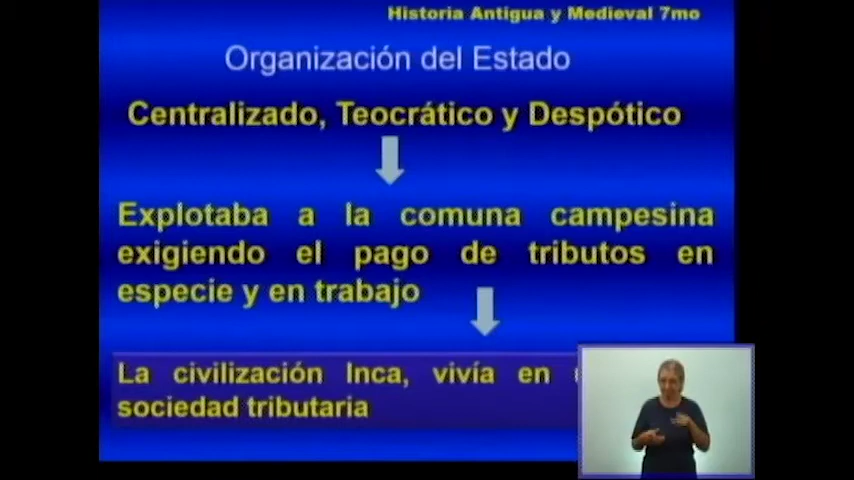 Historia Antigua y Medieval 7mo
Organización del Estado
Centralizado, Teocrático y Despótico
Explotaba a la comuna campesina
exigiendo el pago de tributos en
especie y en trabajo
La civilización Inca, vivía en
sociedad tributaria